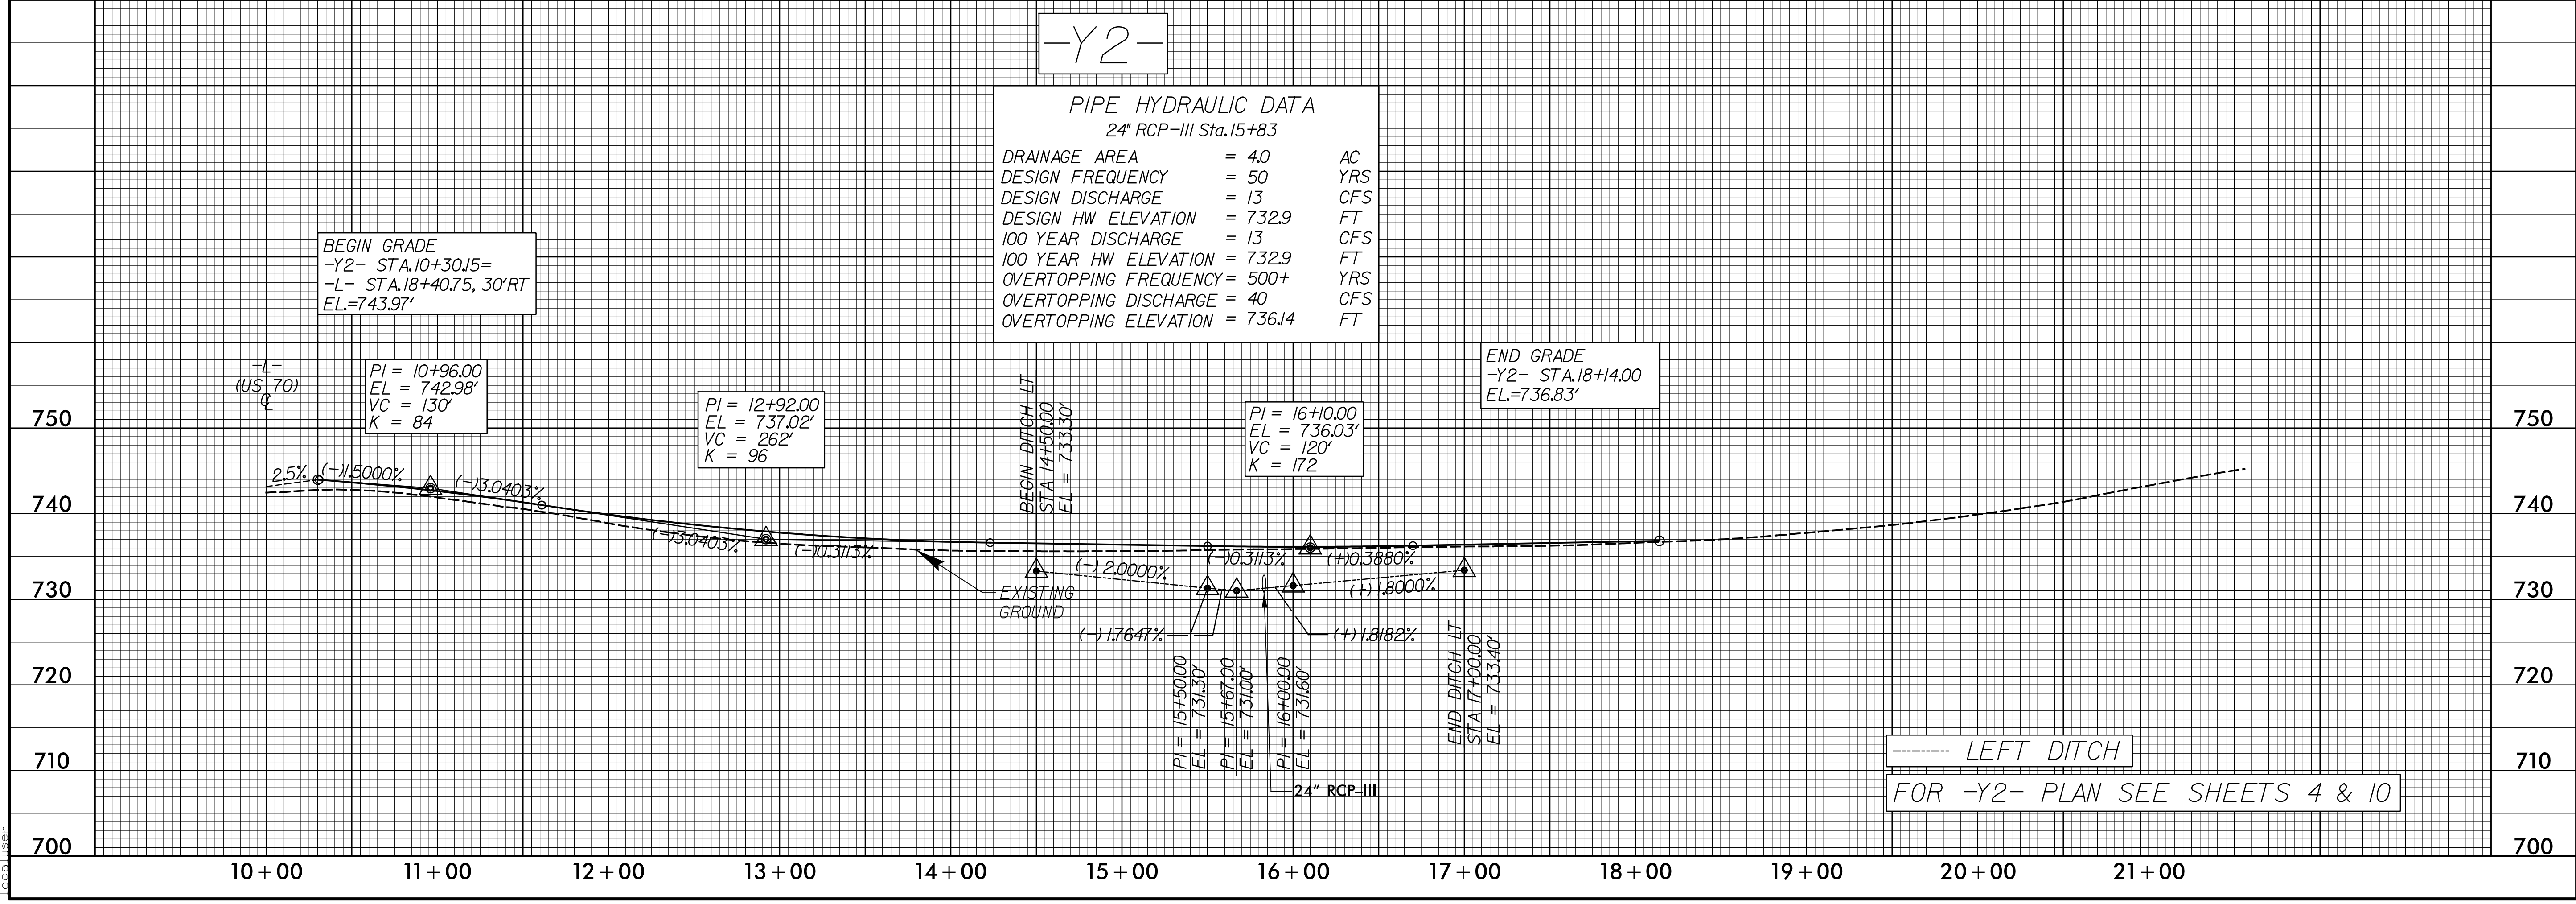 -Y2-
PIPE HYDRAULIC DATA
24" RCP-III Sta. 15+83
DRAINAGE AREA = 4.0 AC
DESIGN FREQUENCY = 50 YRS
DESIGN DISCHARGE = 13 CFS
DESIGN HW ELEVATION = 732.9 FT
100 YEAR DISCHARGE = 13 CFS
100 YEAR HW ELEVATION = 732.9 FT
OVERTOPPING FREQUENCY = 500+ YRS
OVERTOPPING DISCHARGE = 40 CFS
OVERTOPPING ELEVATION = 736.14 FT
BEGIN GRADE
-Y2- STA. 10+30.15=
-L- STA. 18+40.75, 30' RT
EL.=743.97'
-L-
(US 70)
CL
PI = 10+96.00
EL = 742.98'
VC = 130'
K = 84
PI = 12+92.00
EL = 737.02'
VC = 262'
K = 96
BEGIN DITCH LT
STA 14+50.00
EL = 733.30'
PI = 16+10.00
EL = 736.03'
VC = 120'
K = 172
END GRADE
-Y2- STA. 18+14.00
EL.=736.83'
2.5%
(-)1.5000%
(-)3.0403%
(-)3.0403%
(-)0.3113%
(-)0.3113%
(+)0.3880%
(-)2.0000%
(+)1.8000%
(-)1.7647%
(+)1.8182%
EXISTING
GROUND
PI = 15+50.00
EL = 731.30'
PI = 15+67.00
EL = 731.00'
PI = 16+00.00
EL = 731.60'
END DITCH LT
STA 17+00.00
EL = 733.40'
24" RCP-III
LEFT DITCH
FOR -Y2- PLAN SEE SHEETS 4 & 10
750 750
740 740
730 730
720 720
710 710
700 700
10+00 11+00 12+00 13+00 14+00 15+00 16+00 17+00 18+00 19+00 20+00 21+00
localuser